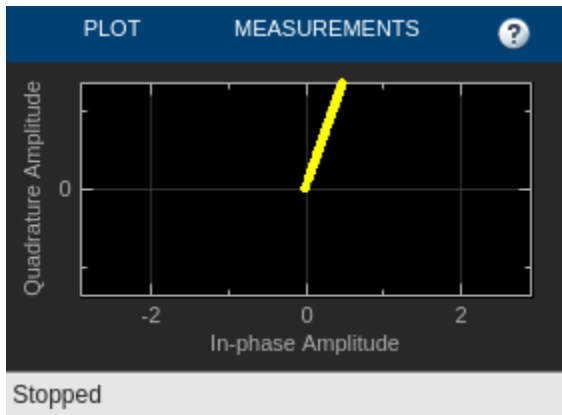 PLOT MEASUREMENTS ?
Quadrature Amplitude
0
-2 0 2
In-phase Amplitude
Stopped